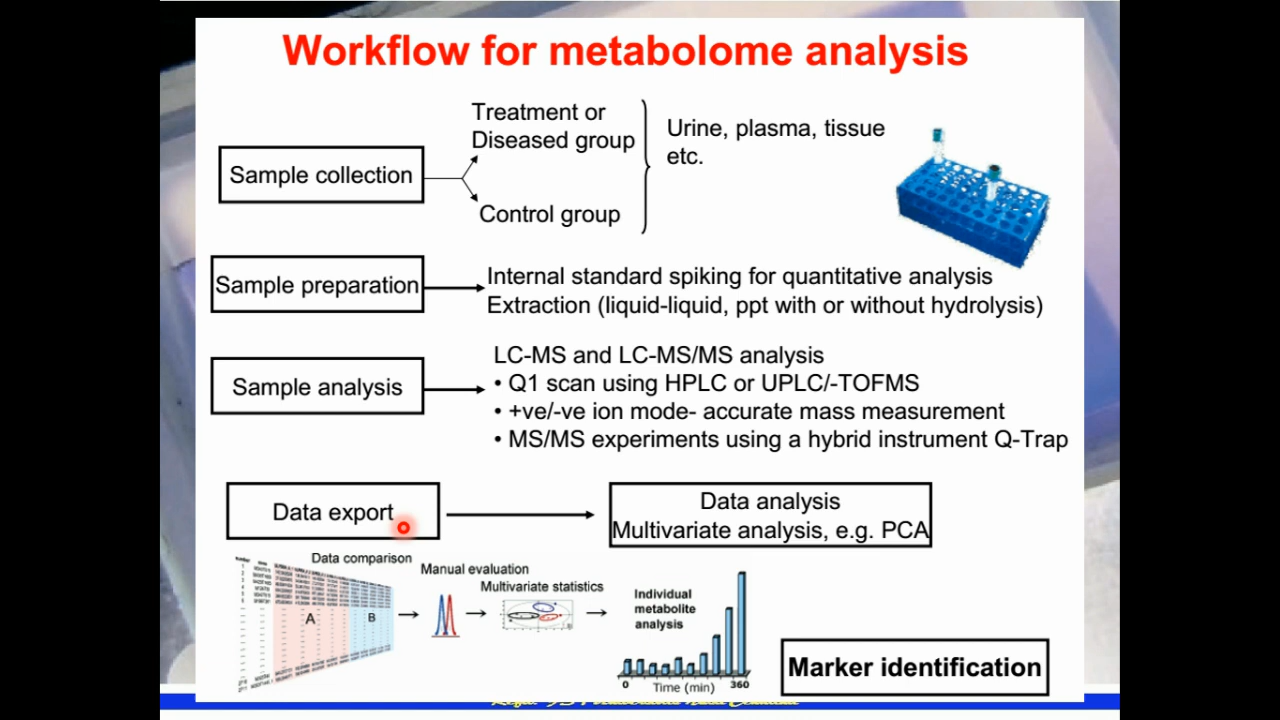 Workflow for metabolome analysis
Treatment or
Diseased group
Urine, plasma, tissue
etc.
Sample collection
Control group
Sample preparation
Internal standard spiking for quantitative analysis
Extraction (liquid-liquid, ppt with or without hydrolysis)
Sample analysis
LC-MS and LC-MS/MS analysis
• Q1 scan using HPLC or UPLC/-TOFMS
• +ve/-ve ion mode- accurate mass measurement
• MS/MS experiments using a hybrid instrument Q-Trap
Data export
Data analysis
Multivariate analysis, e.g. PCA
Data comparison
Manual evaluation
Multivariate statistics
A
B
Individual
metabolite
analysis
0
Time (min)
360
Marker identification